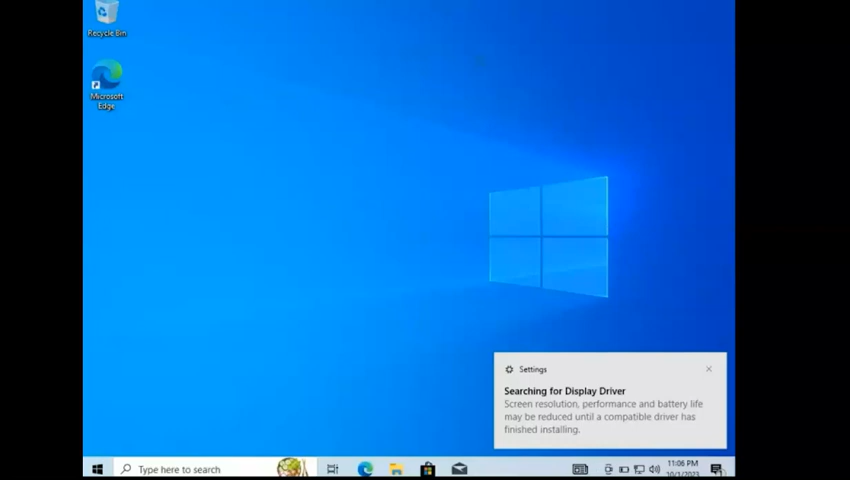 Recycle Bin
Microsoft
Edge
Settings
Searching for Display Driver
Screen resolution, performance and battery life
may be reduced until a compatible driver has
finished installing.
Type here to search
11:06 PM